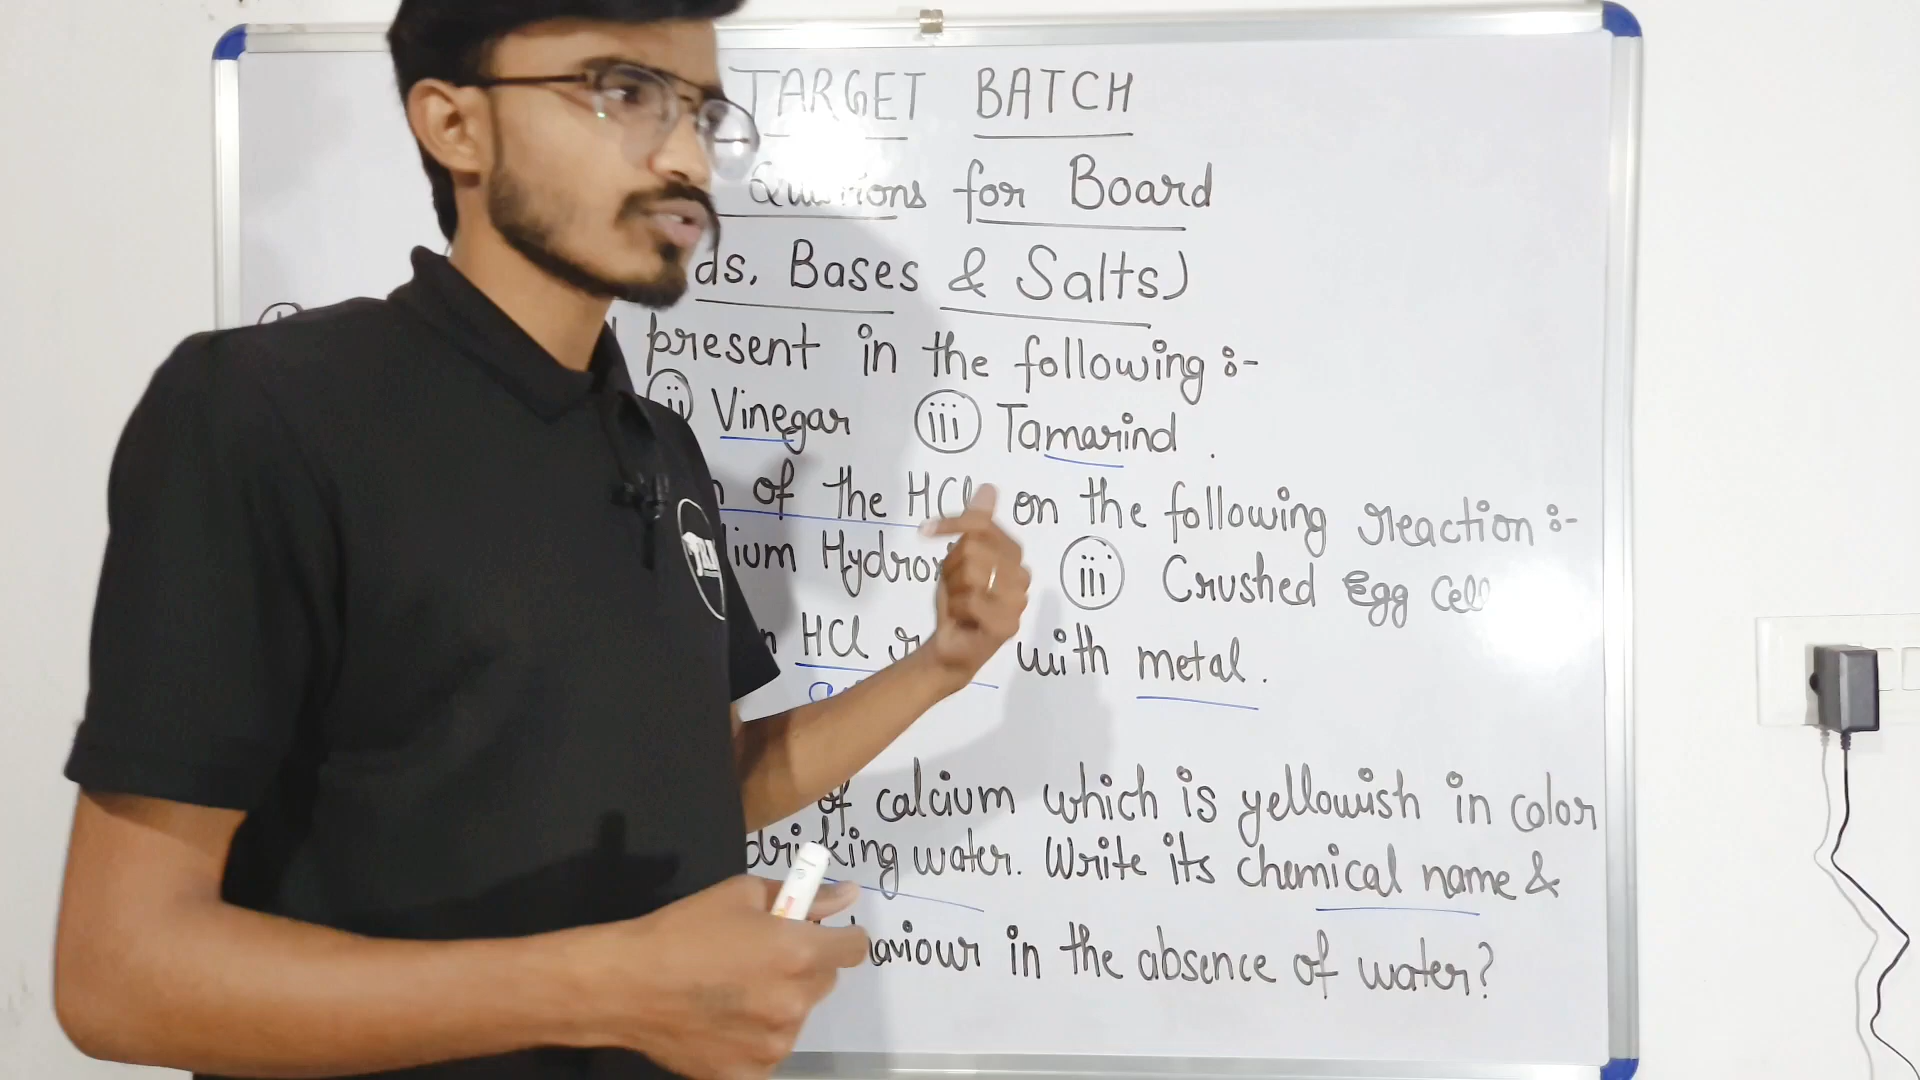 TARGET BATCH
Questions for Board
ds, Bases & Salts)
present in the following :-
(ii) Vinegar (iii) Tamarind .
of the HCl on the following reaction :-
ium Hydrox (iii) Crushed Egg Cell
HCl with metal.
of calcium which is yellowish in color
drinking water. Write its chemical name &
haviour in the absence of water?